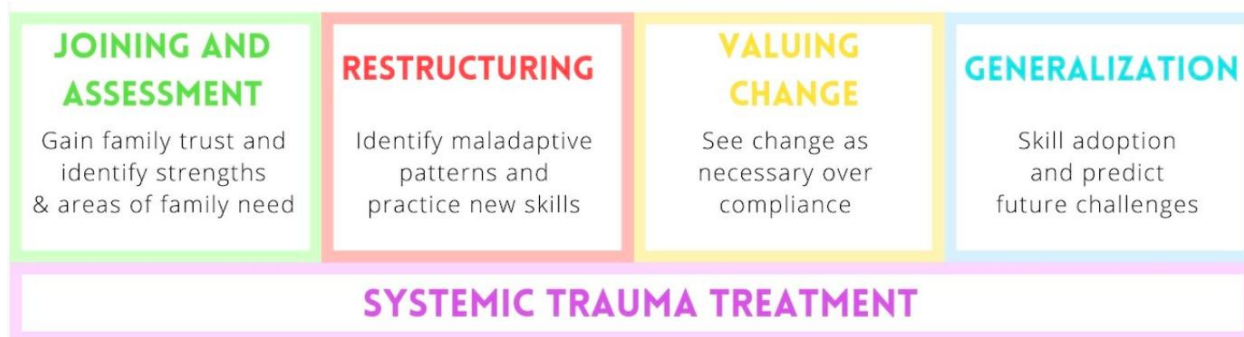 JOINING AND
ASSESSMENT
Gain family trust and
identify strengths
& areas of family need
RESTRUCTURING
Identify maladaptive
patterns and
practice new skills
VALUING
CHANGE
See change as
necessary over
compliance
GENERALIZATION
Skill adoption
and predict
future challenges
SYSTEMIC TRAUMA TREATMENT